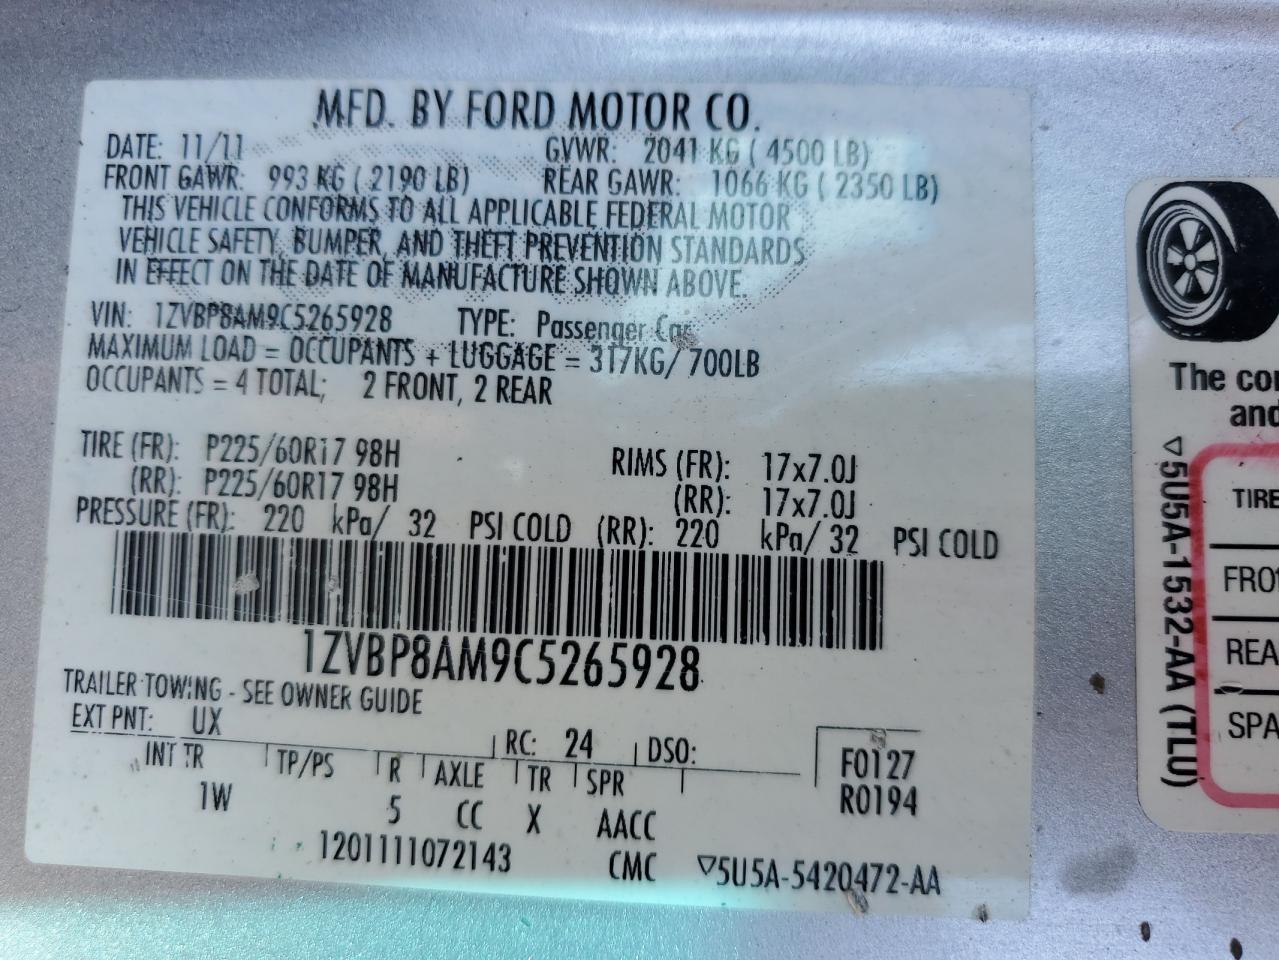 MFD. BY FORD MOTOR CO.
DATE: 11/11 GVWR: 2041 KG ( 4500 LB)
FRONT GAWR: 993 KG ( 2190 LB) REAR GAWR: 1066 KG ( 2350 LB)
THIS VEHICLE CONFORMS TO ALL APPLICABLE FEDERAL MOTOR
VEHICLE SAFETY, BUMPER, AND THEFT PREVENTION STANDARDS
IN EFFECT ON THE DATE OF MANUFACTURE SHOWN ABOVE.
VIN: 1ZVBP8AM9C5265928 TYPE: Passenger Car
MAXIMUM LOAD = OCCUPANTS + LUGGAGE = 317KG/ 700LB
OCCUPANTS = 4 TOTAL; 2 FRONT, 2 REAR
TIRE (FR): P225/60R17 98H RIMS (FR): 17x7.0J
(RR): P225/60R17 98H (RR): 17x7.0J
PRESSURE (FR): 220 kPa/ 32 PSI COLD (RR): 220 kPa/ 32 PSI COLD
1ZVBP8AM9C5265928
TRAILER TOWING - SEE OWNER GUIDE
EXT PNT: UX RC: 24 DSO:
INT TR TP/PS R AXLE TR SPR F0127
1W 5 CC X AACC R0194
1201111072143 CMC ▽5U5A-5420472-AA
The
and
▽5U5A-1532-AA (TLU)
TIRE